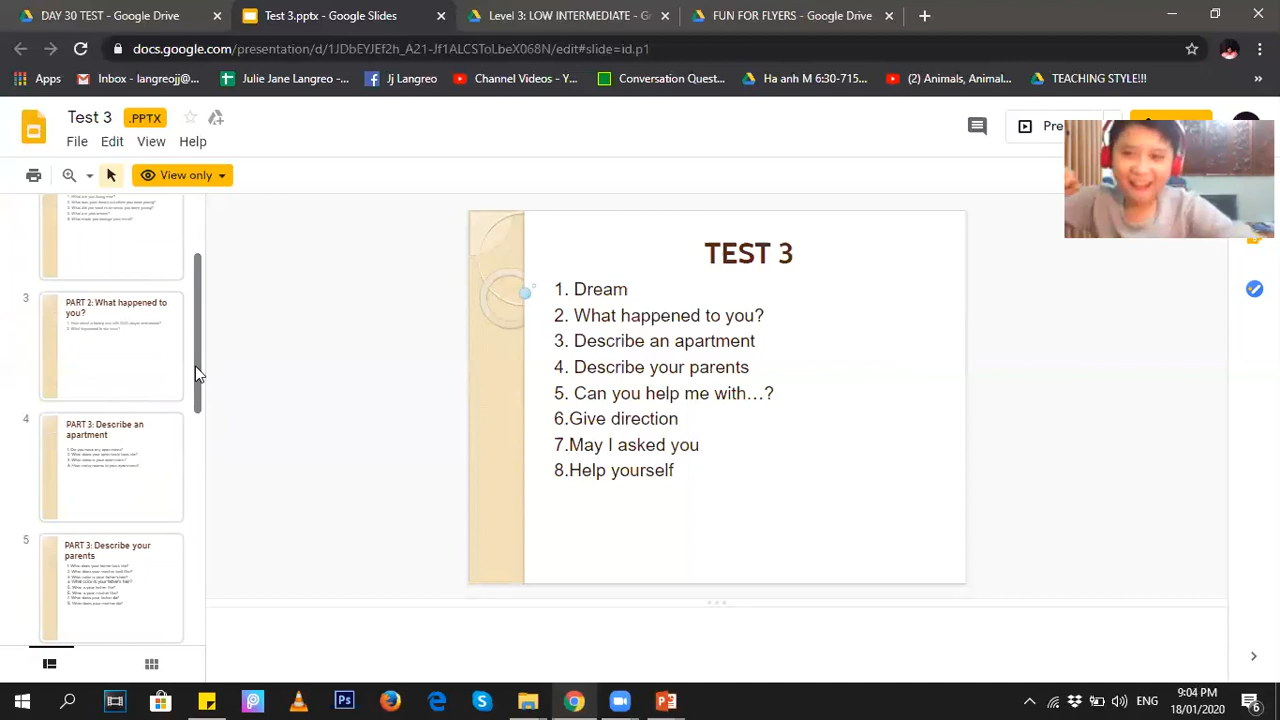 DAY 30 TEST - Google Drive
Test 3.pptx - Google Slides
Level 3: LOW INTERMEDIATE - G
FUN FOR FLYERS - Google Drive
docs.google.com/presentation/d/1JDbEYJEf2h_A21-Jf1ALCSToLbeX068N/edit#slide=id.p1
Apps
Inbox - langreojj@...
Julie Jane Langreo...
Jj Langreo
Channel Videos - Y...
Conversation Quest...
Ha anh M 6:30-715...
(2) Animals, Animal...
TEACHING STYLE!!!
»
Test 3
.PPTX
File Edit View Help
Pre
View only
3
PART 2: What happened to
you?
4
PART 3: Describe an
apartment
5
PART 3: Describe your
parents
TEST 3
1. Dream
2. What happened to you?
3. Describe an apartment
4. Describe your parents
5. Can you help me with…?
6.Give direction
7.May I asked you
8.Help yourself
ENG
9:04 PM
18/01/2020
6